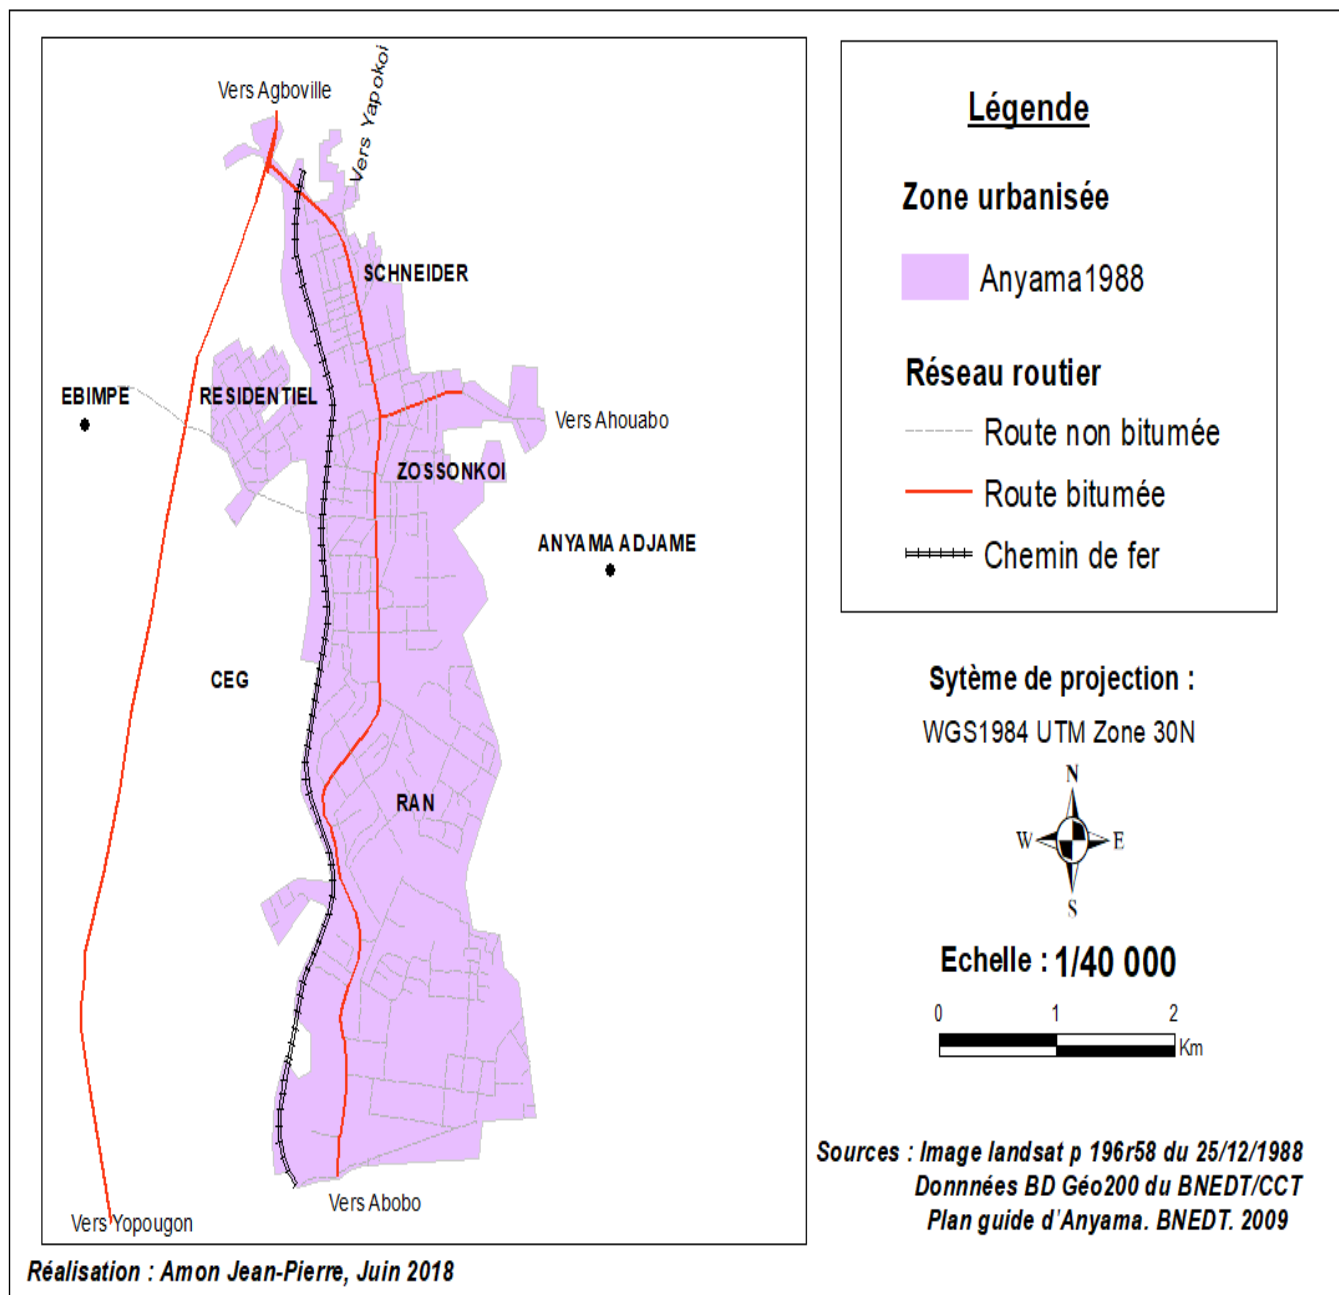 Vers Agboville
Vers Yapokoi
SCHNEIDER
EBIMPE
RESIDENTIEL
Vers Ahouabo
ZOSSONKOI
ANYAMA ADJAME
CEG
RAN
Vers Abobo
Vers Yopougon
Réalisation : Amon Jean-Pierre, Juin 2018
Légende
Zone urbanisée
Anyama1988
Réseau routier
Route non bitumée
Route bitumée
Chemin de fer
Sytème de projection :
WGS1984 UTM Zone 30N
N
W E
S
Echelle : 1/40 000
0 1 2
Km
Sources : Image landsat p 196r58 du 25/12/1988
Donnnées BD Géo200 du BNEDT/CCT
Plan guide d'Anyama. BNEDT. 2009